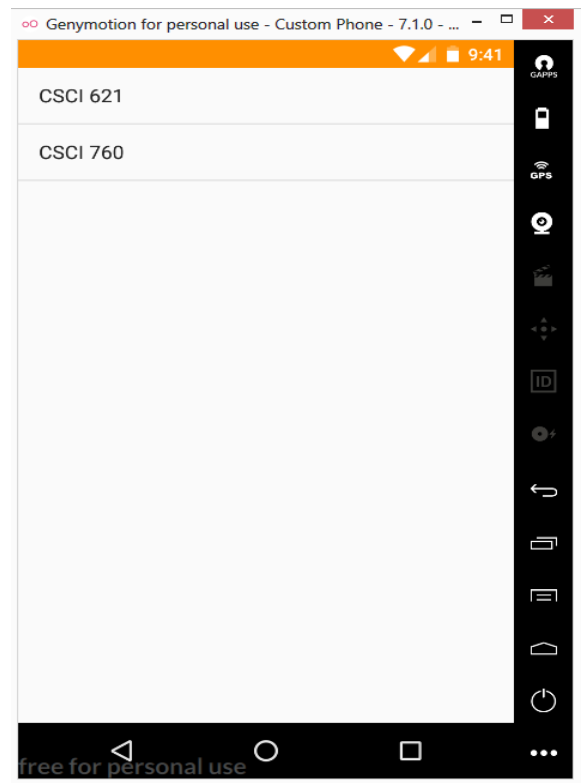 Genymotion for personal use - Custom Phone - 7.1.0 - ...
9:41
GAPPS
CSCI 621
CSCI 760
GPS
ID
free for personal use